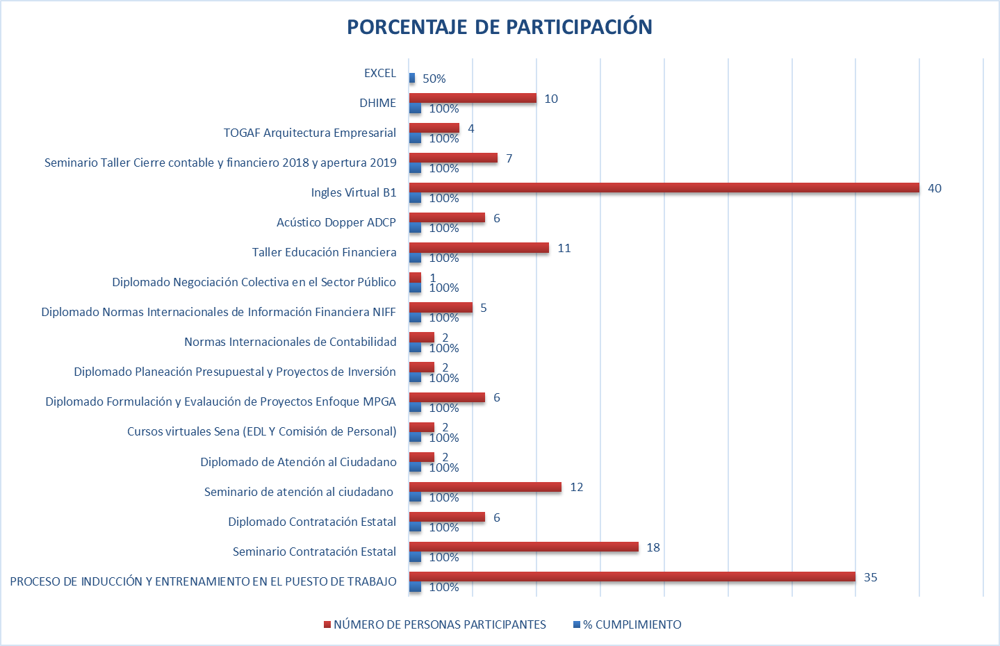 PORCENTAJE DE PARTICIPACIÓN
EXCEL
50%
DHIME
10
100%
TOGAF Arquitectura Empresarial
4
100%
Seminario Taller Cierre contable y financiero 2018 y apertura 2019
7
100%
Ingles Virtual B1
40
100%
Acústico Dopper ADCP
6
100%
Taller Educación Financiera
11
100%
Diplomado Negociación Colectiva en el Sector Público
1
100%
Diplomado Normas Internacionales de Información Financiera NIFF
5
100%
Normas Internacionales de Contabilidad
2
100%
Diplomado Planeación Presupuestal y Proyectos de Inversión
2
100%
Diplomado Formulación y Evalaución de Proyectos Enfoque MPGA
6
100%
Cursos virtuales Sena (EDL Y Comisión de Personal)
2
100%
Diplomado de Atención al Ciudadano
2
100%
Seminario de atención al ciudadano
12
100%
Diplomado Contratación Estatal
6
100%
Seminario Contratación Estatal
18
100%
PROCESO DE INDUCCIÓN Y ENTRENAMIENTO EN EL PUESTO DE TRABAJO
35
100%
NÚMERO DE PERSONAS PARTICIPANTES
% CUMPLIMIENTO